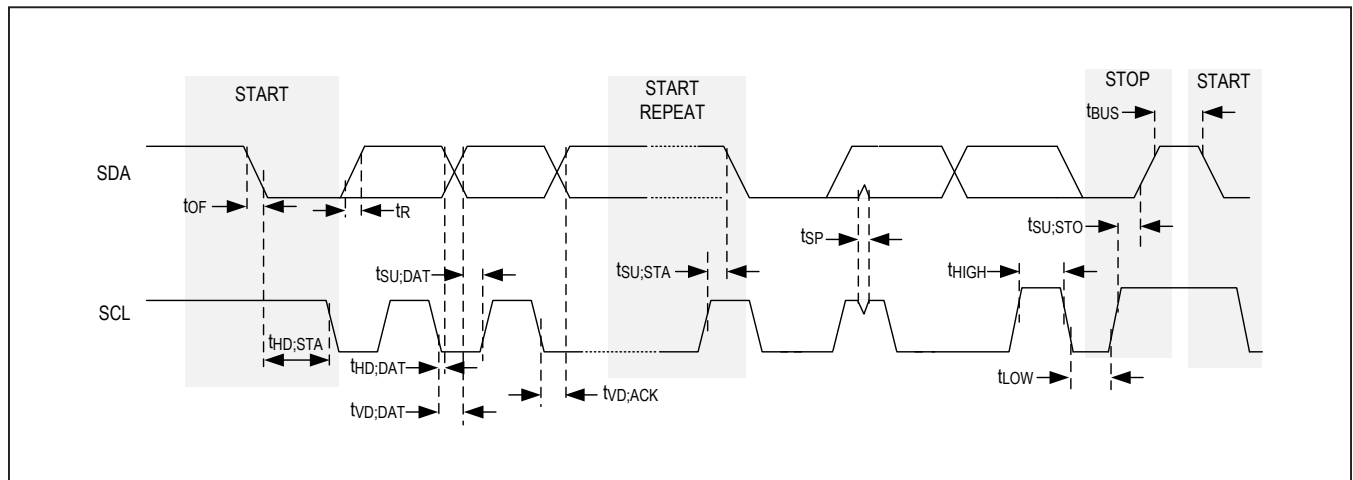 START
START
REPEAT
STOP
START
tBUS
SDA
tOF
tR
tSP
tSU;STO
tSU;DAT
tSU;STA
tHIGH
SCL
tHD;STA
tHD;DAT
tVD;DAT
tVD;ACK
tLOW